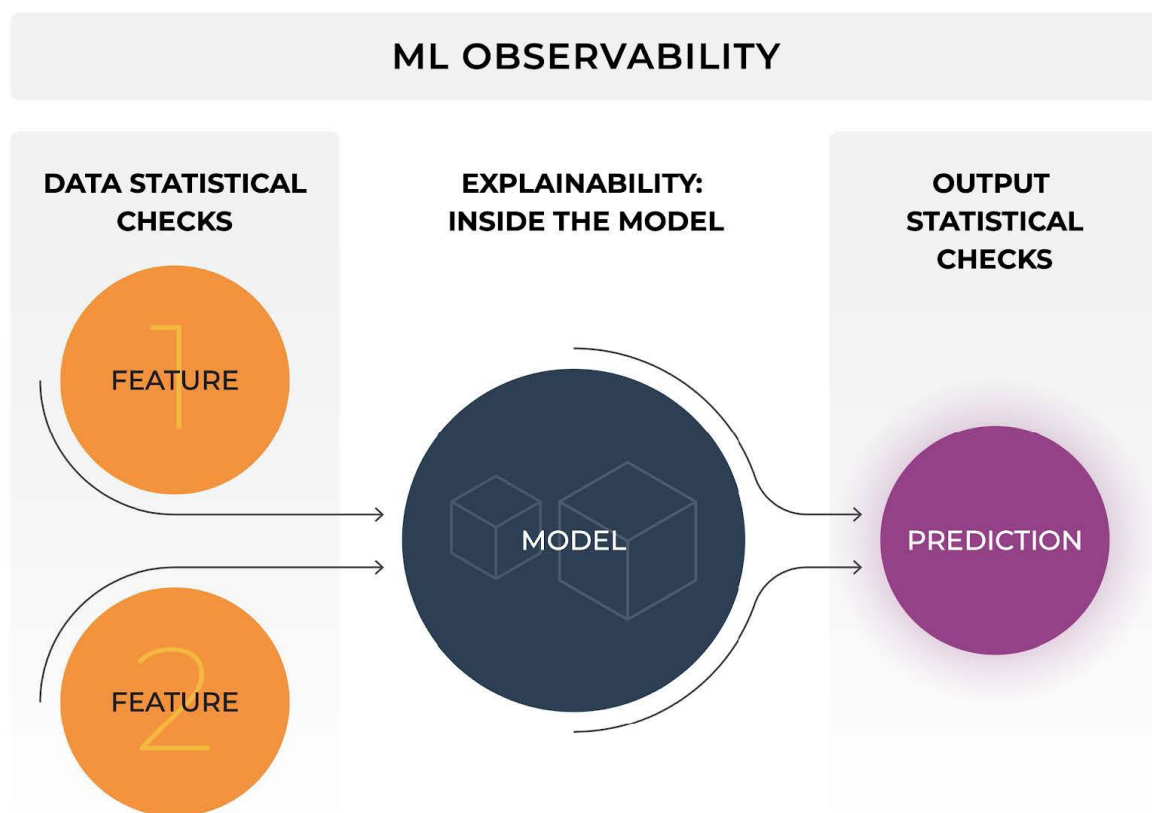 ML OBSERVABILITY
DATA STATISTICAL
CHECKS
1
FEATURE
2
FEATURE
EXPLAINABILITY:
INSIDE THE MODEL
MODEL
OUTPUT
STATISTICAL
CHECKS
PREDICTION